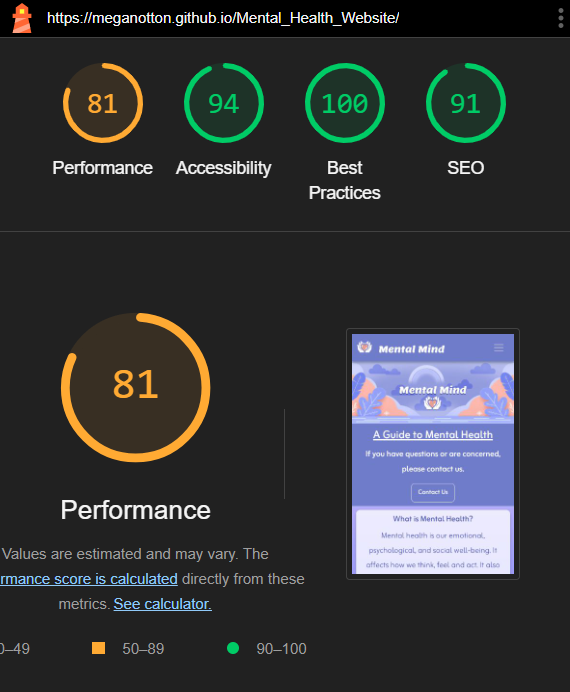 https://meganotton.github.io/Mental_Health_Website/
81
94
100
91
Performance
Accessibility
Best
Practices
SEO
81
Performance
Values are estimated and may vary. The
rmance score is calculated directly from these
metrics. See calculator.
0–49
50–89
90–100
Mental Mind
Mental Mind
A Guide to Mental Health
If you have questions or are concerned,
please contact us.
Contact Us
What is Mental Health?
Mental health is our emotional,
psychological, and social well-being. It
affects how we think, feel and act. It also